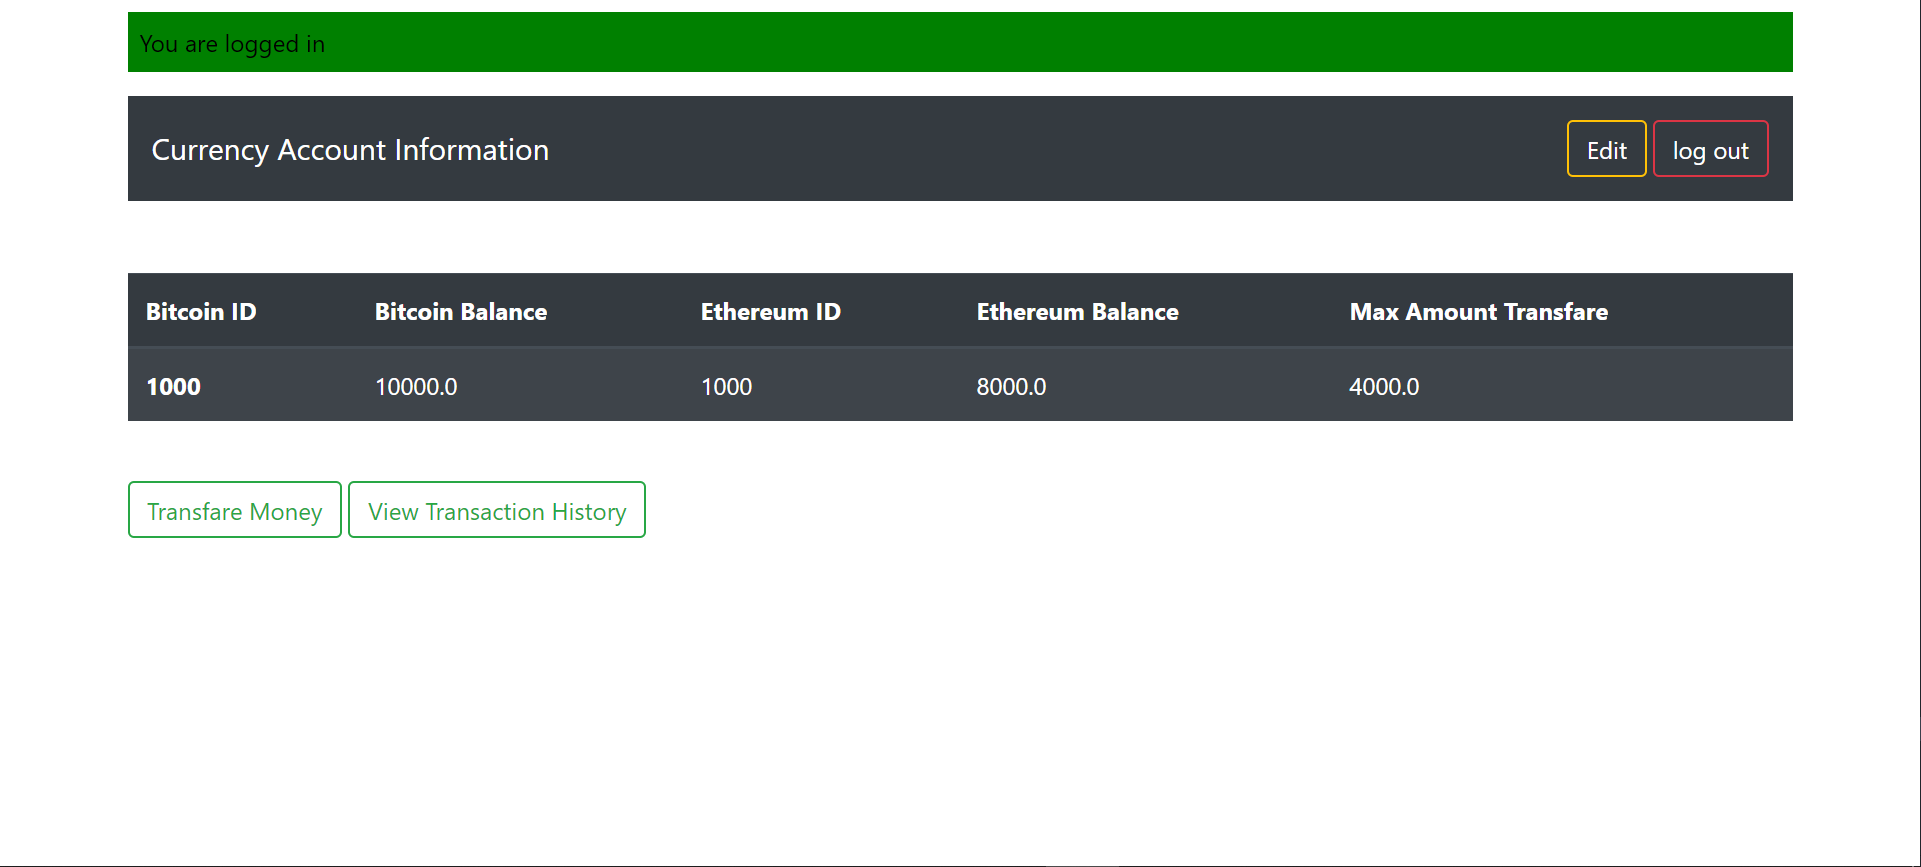 You are logged in
Currency Account Information Edit log out
Bitcoin ID Bitcoin Balance Ethereum ID Ethereum Balance Max Amount Transfare
1000 10000.0 1000 8000.0 4000.0
Transfare Money View Transaction History